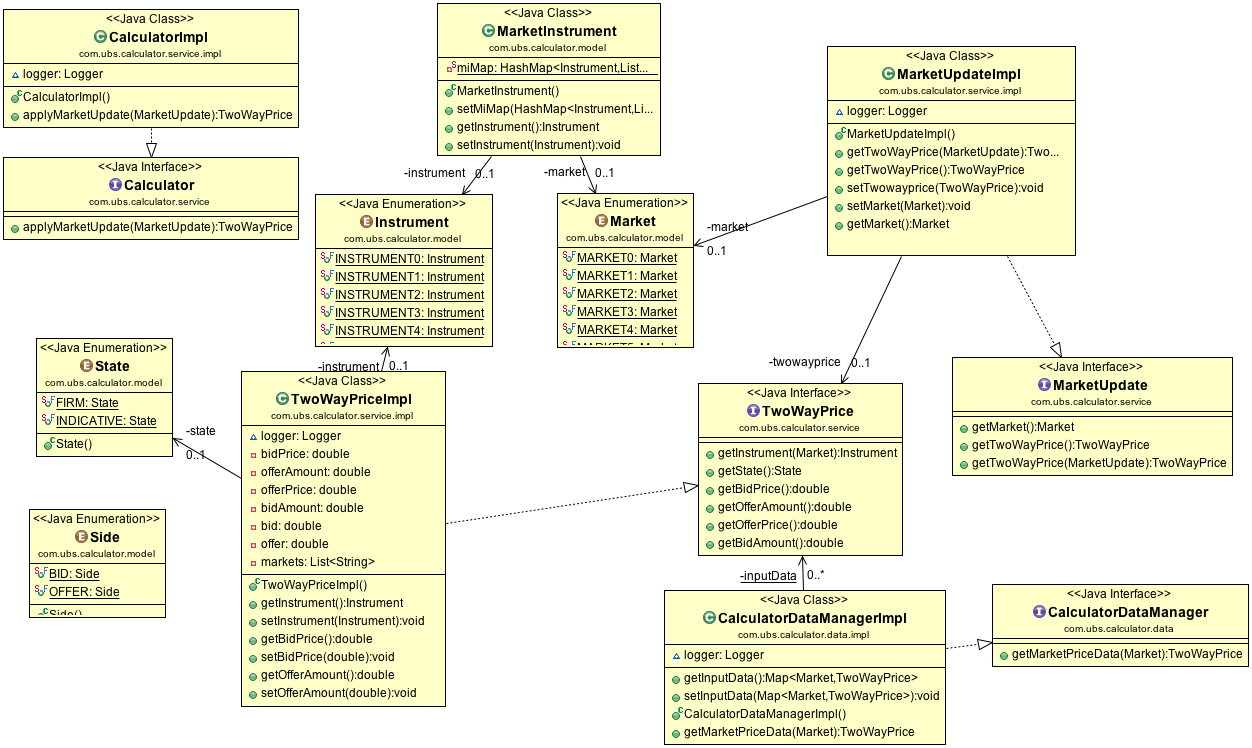 <<Java Class>>
CalculatorImpl
com.ubs.calculator.service.impl
logger: Logger
CalculatorImpl()
applyMarketUpdate(MarketUpdate):TwoWayPrice
<<Java Interface>>
Calculator
com.ubs.calculator.service
applyMarketUpdate(MarketUpdate):TwoWayPrice
<<Java Class>>
MarketInstrument
com.ubs.calculator.model
miMap: HashMap<Instrument,List...
MarketInstrument()
setMiMap(HashMap<Instrument,Li...
getInstrument():Instrument
setInstrument(Instrument):void
-instrument 0..1
-market 0..1
<<Java Class>>
MarketUpdateImpl
com.ubs.calculator.service.impl
logger: Logger
MarketUpdateImpl()
getTwoWayPrice(MarketUpdate):Two...
getTwoWayPrice():TwoWayPrice
setTwowayprice(TwoWayPrice):void
setMarket(Market):void
getMarket():Market
-market
0..1
-twowayprice 0..1
<<Java Enumeration>>
Instrument
com.ubs.calculator.model
INSTRUMENT0: Instrument
INSTRUMENT1: Instrument
INSTRUMENT2: Instrument
INSTRUMENT3: Instrument
INSTRUMENT4: Instrument
<<Java Enumeration>>
Market
com.ubs.calculator.model
MARKET0: Market
MARKET1: Market
MARKET2: Market
MARKET3: Market
MARKET4: Market
MARKET5: Market
-instrument 0..1
<<Java Enumeration>>
State
com.ubs.calculator.model
FIRM: State
INDICATIVE: State
State()
-state
0..1
<<Java Class>>
TwoWayPriceImpl
com.ubs.calculator.service.impl
logger: Logger
bidPrice: double
offerAmount: double
offerPrice: double
bidAmount: double
bid: double
offer: double
markets: List<String>
TwoWayPriceImpl()
getInstrument():Instrument
setInstrument(Instrument):void
getBidPrice():double
setBidPrice(double):void
getOfferAmount():double
setOfferAmount(double):void
<<Java Interface>>
TwoWayPrice
com.ubs.calculator.service
getInstrument(Market):Instrument
getState():State
getBidPrice():double
getOfferAmount():double
getOfferPrice():double
getBidAmount():double
<<Java Interface>>
MarketUpdate
com.ubs.calculator.service
getMarket():Market
getTwoWayPrice():TwoWayPrice
getTwoWayPrice(MarketUpdate):TwoWayPrice
<<Java Enumeration>>
Side
com.ubs.calculator.model
BID: Side
OFFER: Side
Side()
-inputData 0..*
<<Java Class>>
CalculatorDataManagerImpl
com.ubs.calculator.data.impl
logger: Logger
getInputData():Map<Market,TwoWayPrice>
setInputData(Map<Market,TwoWayPrice>):void
CalculatorDataManagerImpl()
getMarketPriceData(Market):TwoWayPrice
<<Java Interface>>
CalculatorDataManager
com.ubs.calculator.data
getMarketPriceData(Market):TwoWayPrice